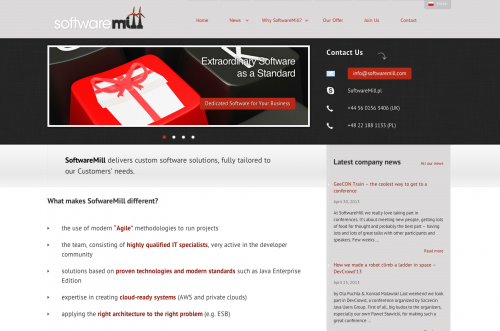 software mill
Polski
Home News Why SoftwareMill? Our Offer Join Us Contact
Extraordinary Software
as a Standard
Dedicated Software for Your Business
Contact Us
info@softwaremill.com
SoftwareMill.pl
+44 56 0156 3406 (UK)
+48 22 188 1133 (PL)
SoftwareMill delivers custom software solutions, fully tailored to
our Customers' needs.
What makes SofwareMill different?
the use of modern "Agile" methodologies to run projects
the team, consisting of highly qualified IT specialists, very active in the developer
community
solutions based on proven technologies and modern standards such as Java Enterprise
Edition
expertise in creating cloud-ready systems (AWS and private clouds)
applying the right architecture to the right problem (e.g. ESB)
Latest company news
All our news
GeeCON Train – the coolest way to get to a
conference
April 30, 2013
At SoftwareMill we really love taking part in
conferences. It's about meeting new people, getting lots
of food for thought and probably the best part – having
lots and lots of great talks with other participants and
speakers. Few weeks ...
Read more
How we made a robot climb a ladder in space –
DevCrowd'13
April 23, 2013
by Ola Puchta & Konrad Malawski Last weekend we took
part in DevCrowd, a conference organized by Szczecin
Java Users Group. First of all, big kudos to the organizers,
especially our own Paweł Stawicki, for making such a
great conference ...